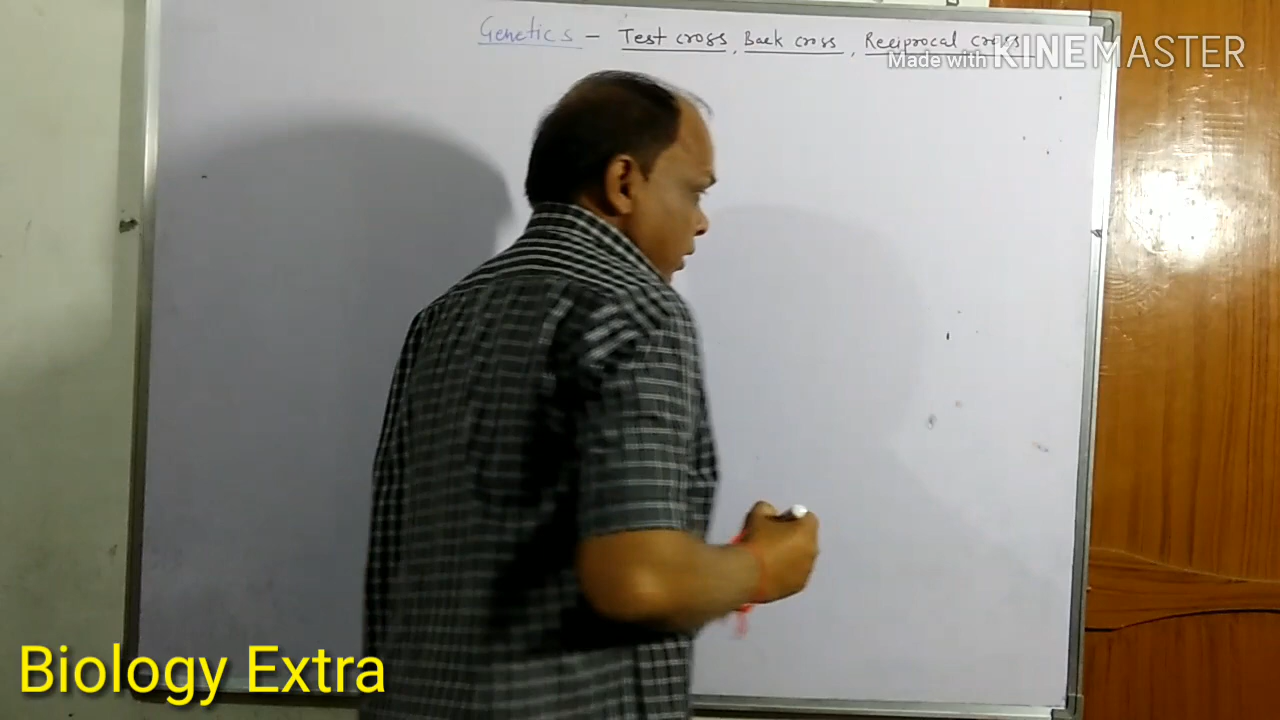 Genetics - Test cross, Back cross, Reciprocal cross
Made with KINEMASTER
Biology Extra